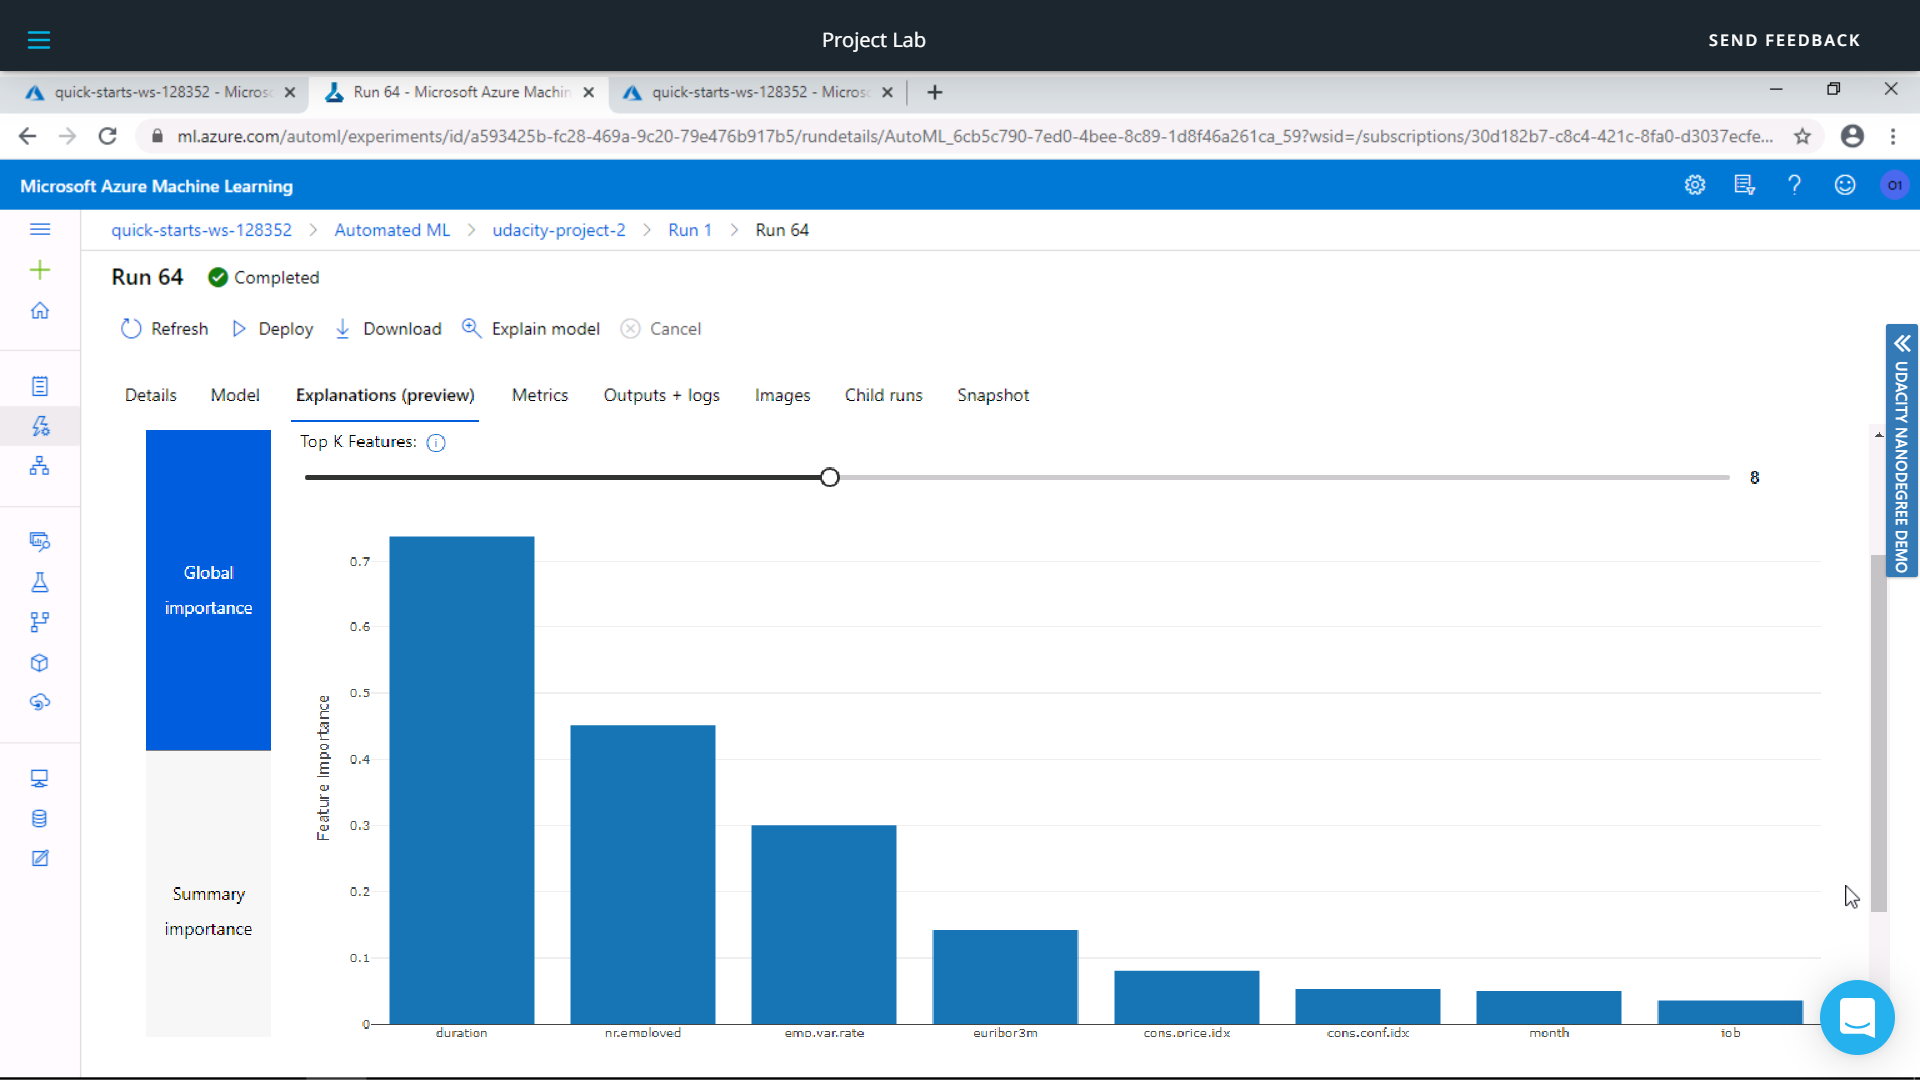 Project Lab
SEND FEEDBACK
quick-starts-ws-128352 - Micros
Run 64 - Microsoft Azure Machin
quick-starts-ws-128352 - Micros
ml.azure.com/automl/experiments/id/a593425b-fc28-469a-9c20-79e476b917b5/rundetails/AutoML_6cb5c790-7ed0-4bee-8c89-1d8f46a261ca_59?wsid=/subscriptions/30d182b7-c8c4-421c-8fa0-d3037ecfe...
Microsoft Azure Machine Learning
O1
quick-starts-ws-128352 > Automated ML > udacity-project-2 > Run 1 > Run 64
Run 64 Completed
Refresh Deploy Download Explain model Cancel
Details Model Explanations (preview) Metrics Outputs + logs Images Child runs Snapshot
Top K Features:
8
Global
importance
Summary
importance
Feature Importance
0.7
0.6
0.5
0.4
0.3
0.2
0.1
0
duration nr.employed emp.var.rate euribor3m cons.price.idx cons.conf.idx month job
UDACITY NANODEGREE DEMO